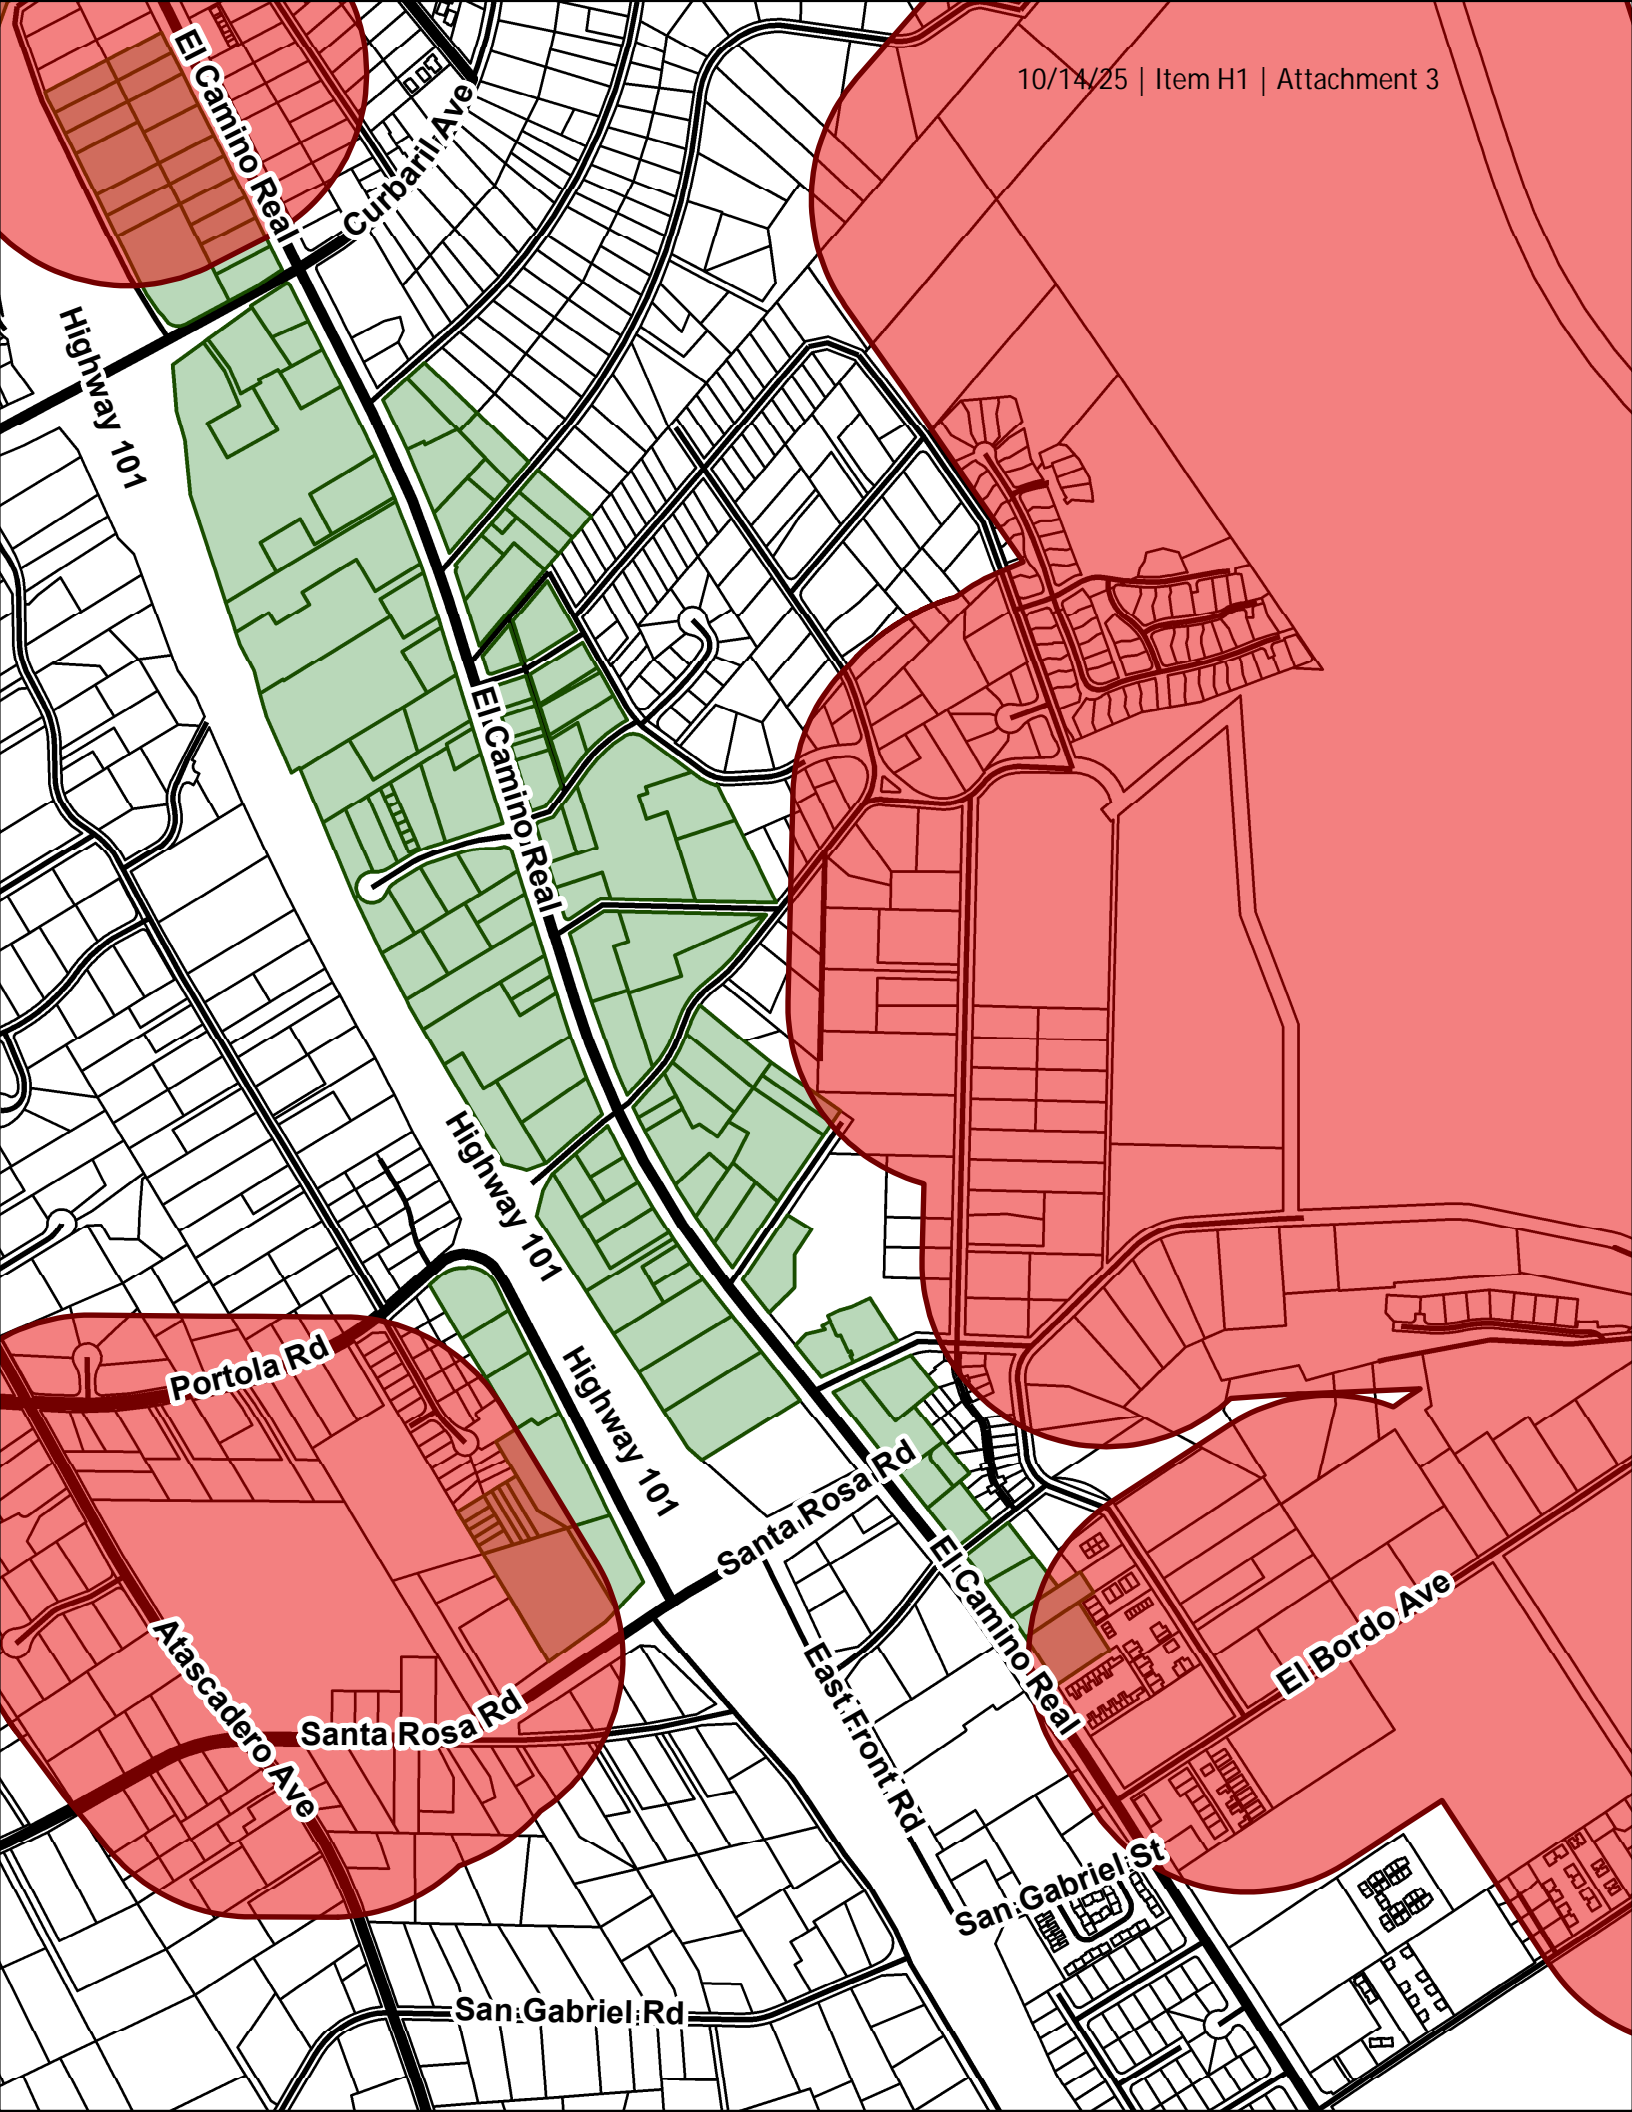 El Camino Real
10/14/25 | Item H1 | Attachment 3
Curbaril Ave
Highway 101
El Camino Real
Highway 101
Portola Rd
Highway 101
Santa Rosa Rd
El Camino Real
El Bordo Ave
Atascadero Ave
Santa Rosa Rd
East Front Rd
San Gabriel St
San Gabriel Rd